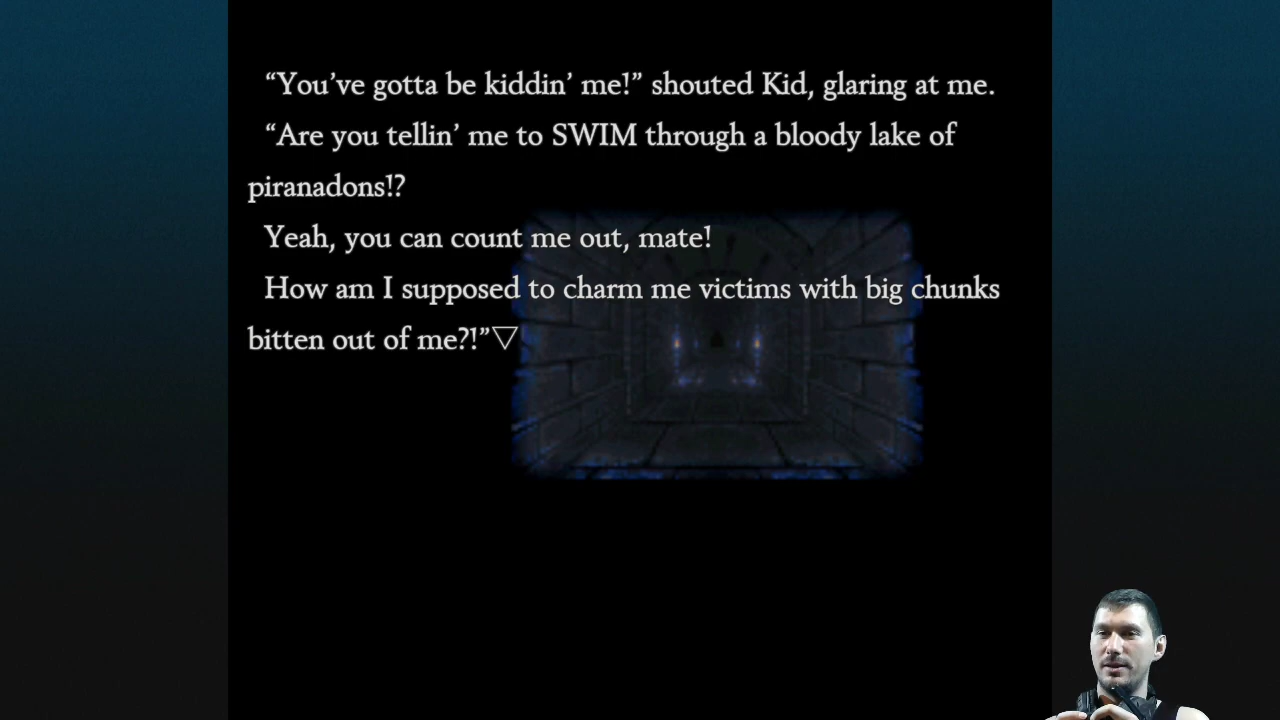 “You’ve gotta be kiddin’ me!” shouted Kid, glaring at me.
“Are you tellin’ me to SWIM through a bloody lake of
piranadons!?
Yeah, you can count me out, mate!
How am I supposed to charm me victims with big chunks
bitten out of me?!”▽